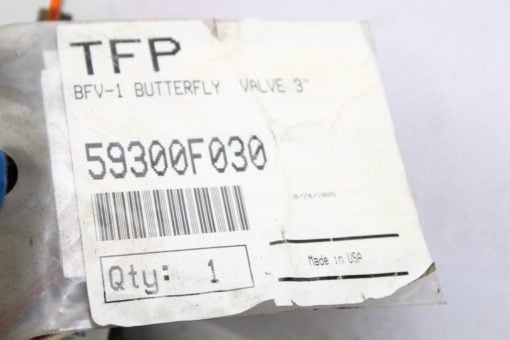 TFP
BFV-1 BUTTERFLY VALVE 3"
59300F030
8/24/2005
Qty: 1
Made in USA